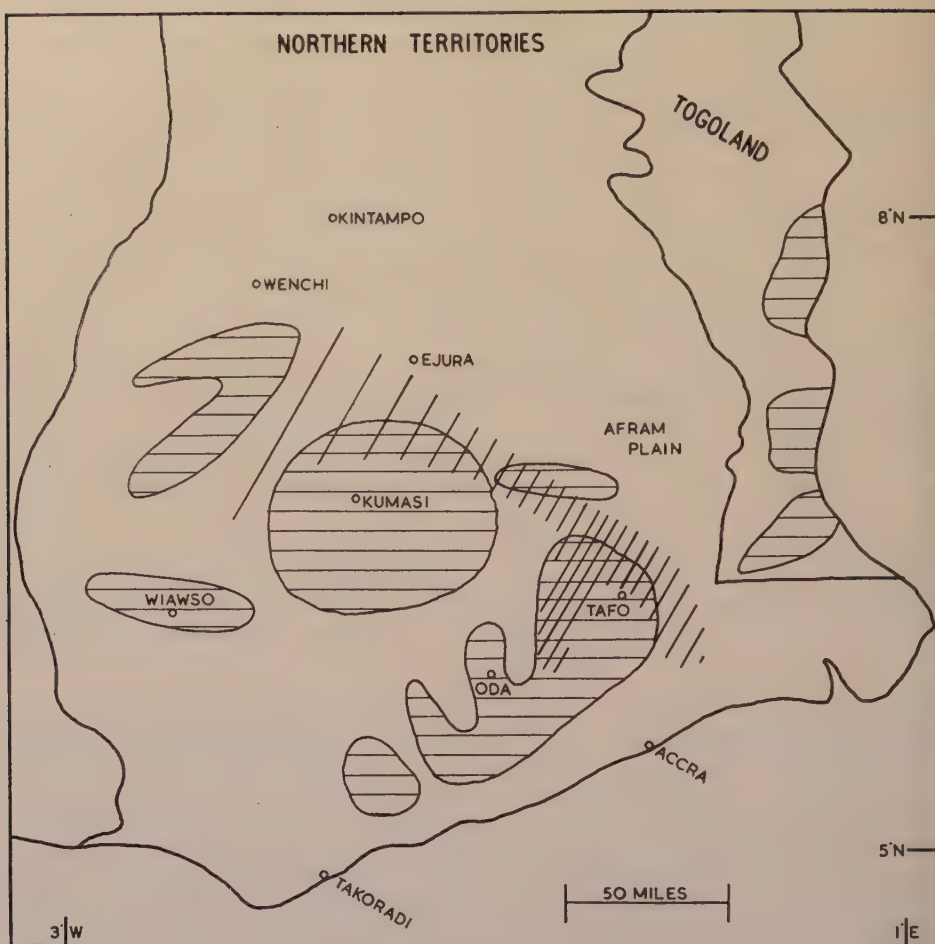 NORTHERN TERRITORIES
TOGOLAND
8°N
KINTAMPO
WENCHI
EJURA
AFRAM
PLAIN
KUMASI
WIAWSO
TAFO
ODA
ACCRA
5°N
TAKORADI
50 MILES
3° W
1° E